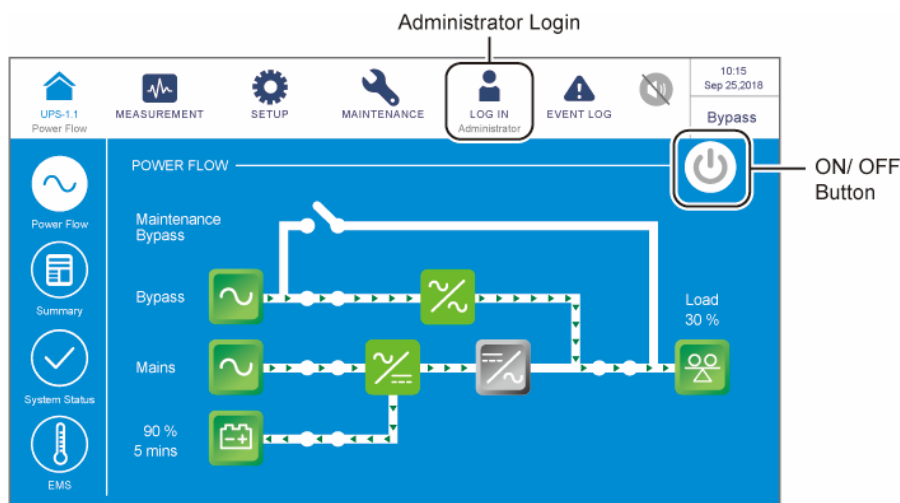 Administrator Login
UPS-1.1
Power Flow
MEASUREMENT
SETUP
MAINTENANCE
LOG IN
Administrator
EVENT LOG
10:15
Sep 25,2018
Bypass
POWER FLOW
ON/ OFF
Button
Power Flow
Summary
System Status
EMS
Maintenance
Bypass
Bypass
Mains
90 %
5 mins
Load
30 %